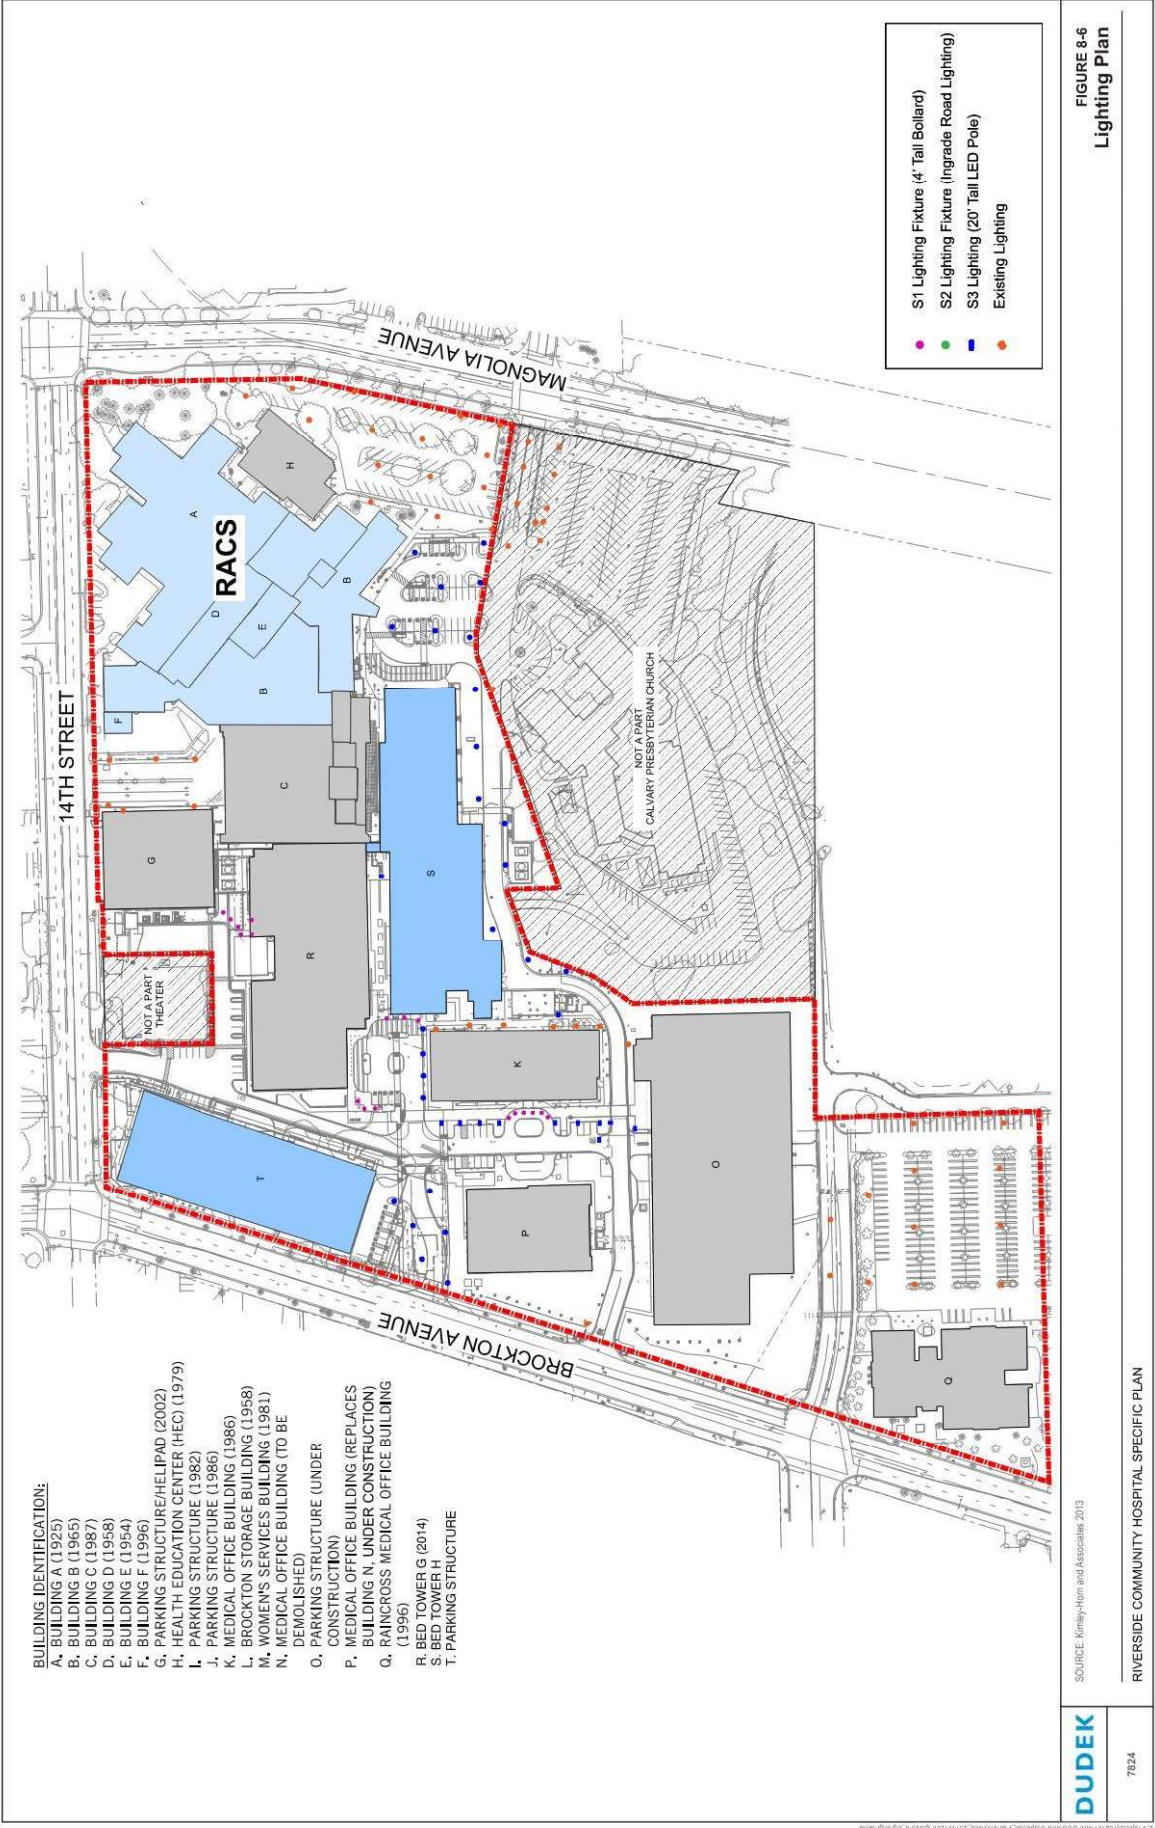 BUILDING IDENTIFICATION:
A. BUILDING A (1925)
B. BUILDING B (1965)
C. BUILDING C (1987)
D. BUILDING D (1958)
E. BUILDING E (1954)
F. BUILDING F (1996)
G. PARKING STRUCTURE/HELIPAD (2002)
H. HEALTH EDUCATION CENTER (HEC) (1979)
I. PARKING STRUCTURE (1982)
J. PARKING STRUCTURE (1986)
K. MEDICAL OFFICE BUILDING (1986)
L. BROCKTON STORAGE BUILDING (1958)
M. WOMEN'S SERVICES BUILDING (1981)
N. MEDICAL OFFICE BUILDING (TO BE
DEMOLISHED)
O. PARKING STRUCTURE (UNDER
CONSTRUCTION)
P. MEDICAL OFFICE BUILDING (REPLACES
BUILDING N, UNDER CONSTRUCTION)
Q. RAINCROSS MEDICAL OFFICE BUILDING
(1996)
R. BED TOWER G (2014)
S. BED TOWER H
T. PARKING STRUCTURE
14TH STREET
BROCKTON AVENUE
MAGNOLIA AVENUE
NOT A PART
THEATER
T
G
F
A
RACS
H
D
B
E
B
C
R
S
K
P
O
Q
NOT A PART
CALVARY PRESBYTERIAN CHURCH
S1 Lighting Fixture (4' Tall Bollard)
S2 Lighting Fixture (Ingrade Road Lighting)
S3 Lighting (20' Tall LED Pole)
Existing Lighting
DUDEK
7824
SOURCE: Kimley-Horn and Associates 2013
RIVERSIDE COMMUNITY HOSPITAL SPECIFIC PLAN
FIGURE 8-6
Lighting Plan